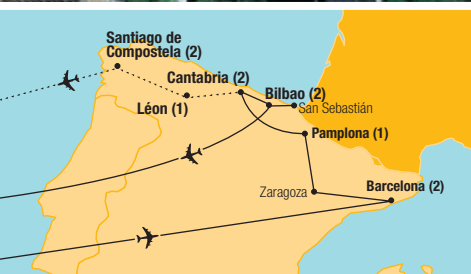 Santiago de
Compostela (2)
Cantabria (2)
Bilbao (2)
Léon (1)
San Sebastián
Pamplona (1)
Zaragoza
Barcelona (2)